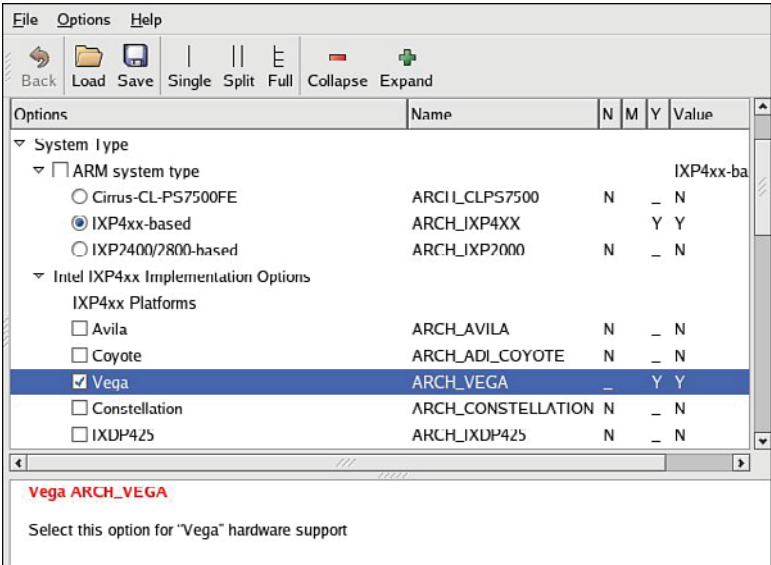 File Options Help
Back Load Save Single Split Full Collapse Expand
Options Name N M Y Value
System Type
ARM system type IXP4xx-ba
Cirrus-CL-PS7500FE ARCH_CLPS7500 N _ N
IXP4xx-based ARCH_IXP4XX Y Y
IXP2400/2800-based ARCH_IXP2000 N _ N
Intel IXP4xx Implementation Options
IXP4xx Platforms
Avila ARCH_AVILA N _ N
Coyote ARCH_ADI_COYOTE N _ N
Vega ARCH_VEGA _ Y Y
Constellation ARCH_CONSTELLATION N _ N
IXDP425 ARCH_IXDP425 N _ N
Vega ARCH_VEGA
Select this option for "Vega" hardware support